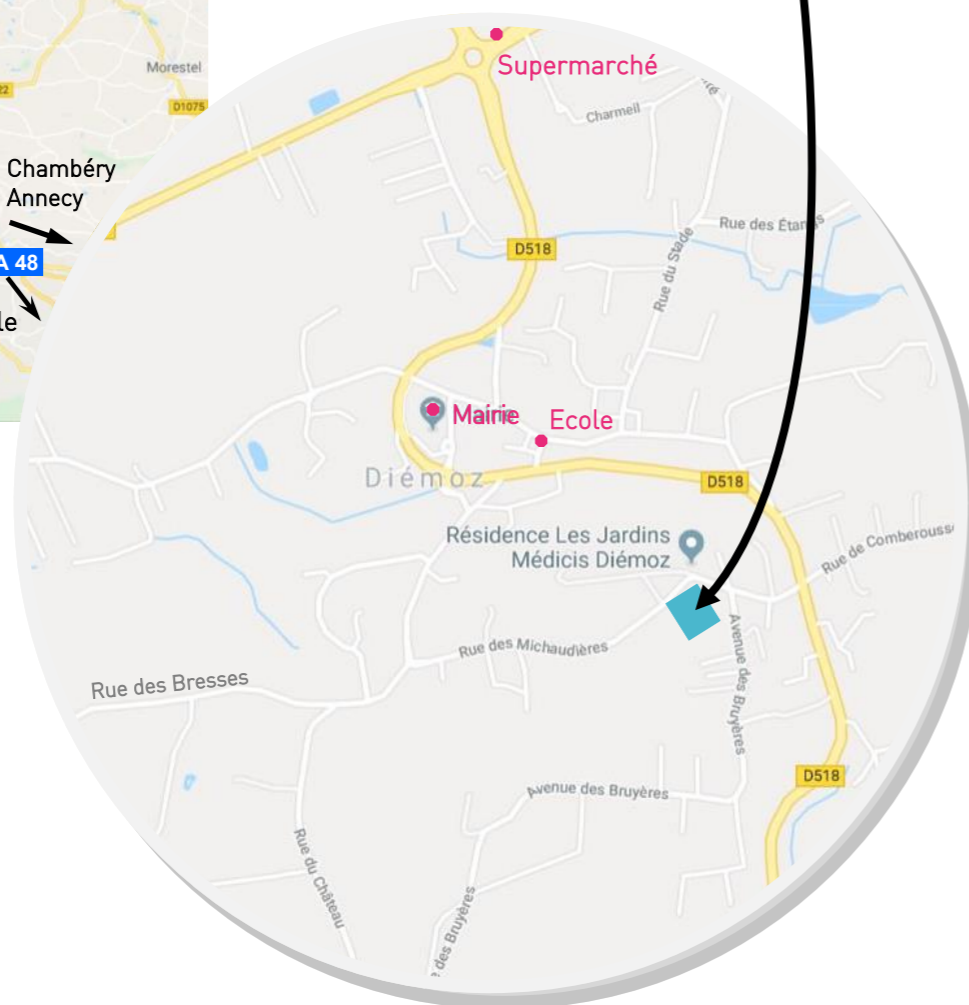 Morestel
D1075
Chambéry
Annecy
A 48
Supermarché
Charmeil
D518
Rue des Étangs
Rue du Stade
Mairie
Ecole
Diémoz
D518
Résidence Les Jardins
Médicis Diémoz
Rue de Comberouss
Rue des Michaudières
Avenue des Bruyères
Rue des Bresses
D518
Avenue des Bruyères
Rue du Château
e des Bruyères